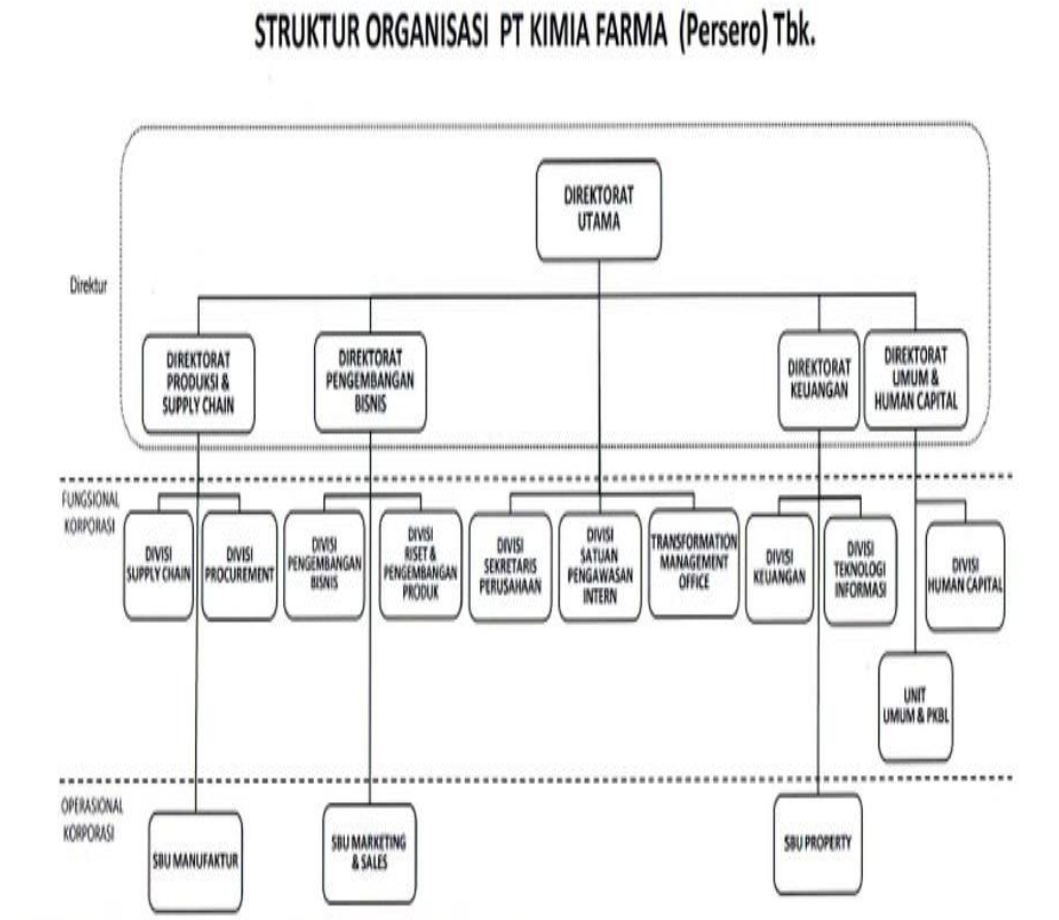 STRUKTUR ORGANISASI PT KIMIA FARMA (Persero) Tbk.
DIREKTORAT
UTAMA
Direktur
DIREKTORAT
PRODUKSI &
SUPPLY CHAIN
DIREKTORAT
PENGEMBANGAN
BISNIS
DIREKTORAT
KEUANGAN
DIREKTORAT
UMUM &
HUMAN CAPITAL
FUNGSIONAL
KORPORASI
DIVISI
SUPPLY CHAIN
DIVISI
PROCUREMENT
DIVISI
PENGEMBANGAN
BISNIS
DIVISI
RISET &
PENGEMBANGAN
PRODUK
DIVISI
SEKRETARIS
PERUSAHAAN
DIVISI
SATUAN
PENGAWASAN
INTERN
TRANSFORMATION
MANAGEMENT
OFFICE
DIVISI
KEUANGAN
DIVISI
TEKNOLOGI
INFORMASI
DIVISI
HUMAN CAPITAL
UNIT
UMUM & PKBL
OPERASIONAL
KORPORASI
SBU MANUFAKTUR
SBU MARKETING
& SALES
SBU PROPERTY